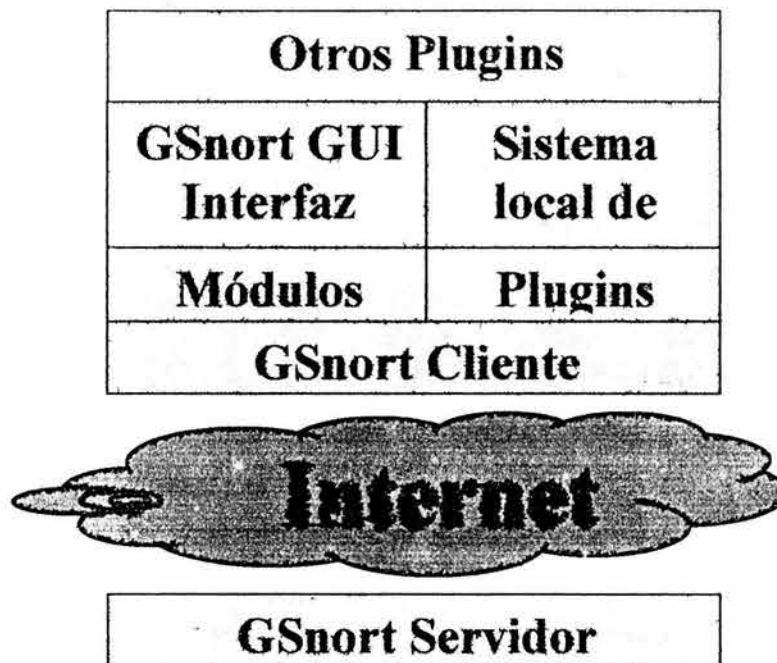 Otros Plugins
GSnort GUI Sistema
Interfaz local de
Módulos Plugins
GSnort Cliente
Internet
GSnort Servidor